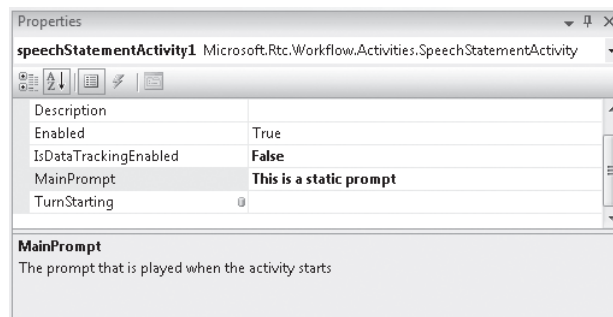 Properties
speechStatementActivity1 Microsoft.Rtc.Workflow.Activities.SpeechStatementActivity
Description
Enabled True
IsDataTrackingEnabled False
MainPrompt This is a static prompt
TurnStarting
MainPrompt
The prompt that is played when the activity starts